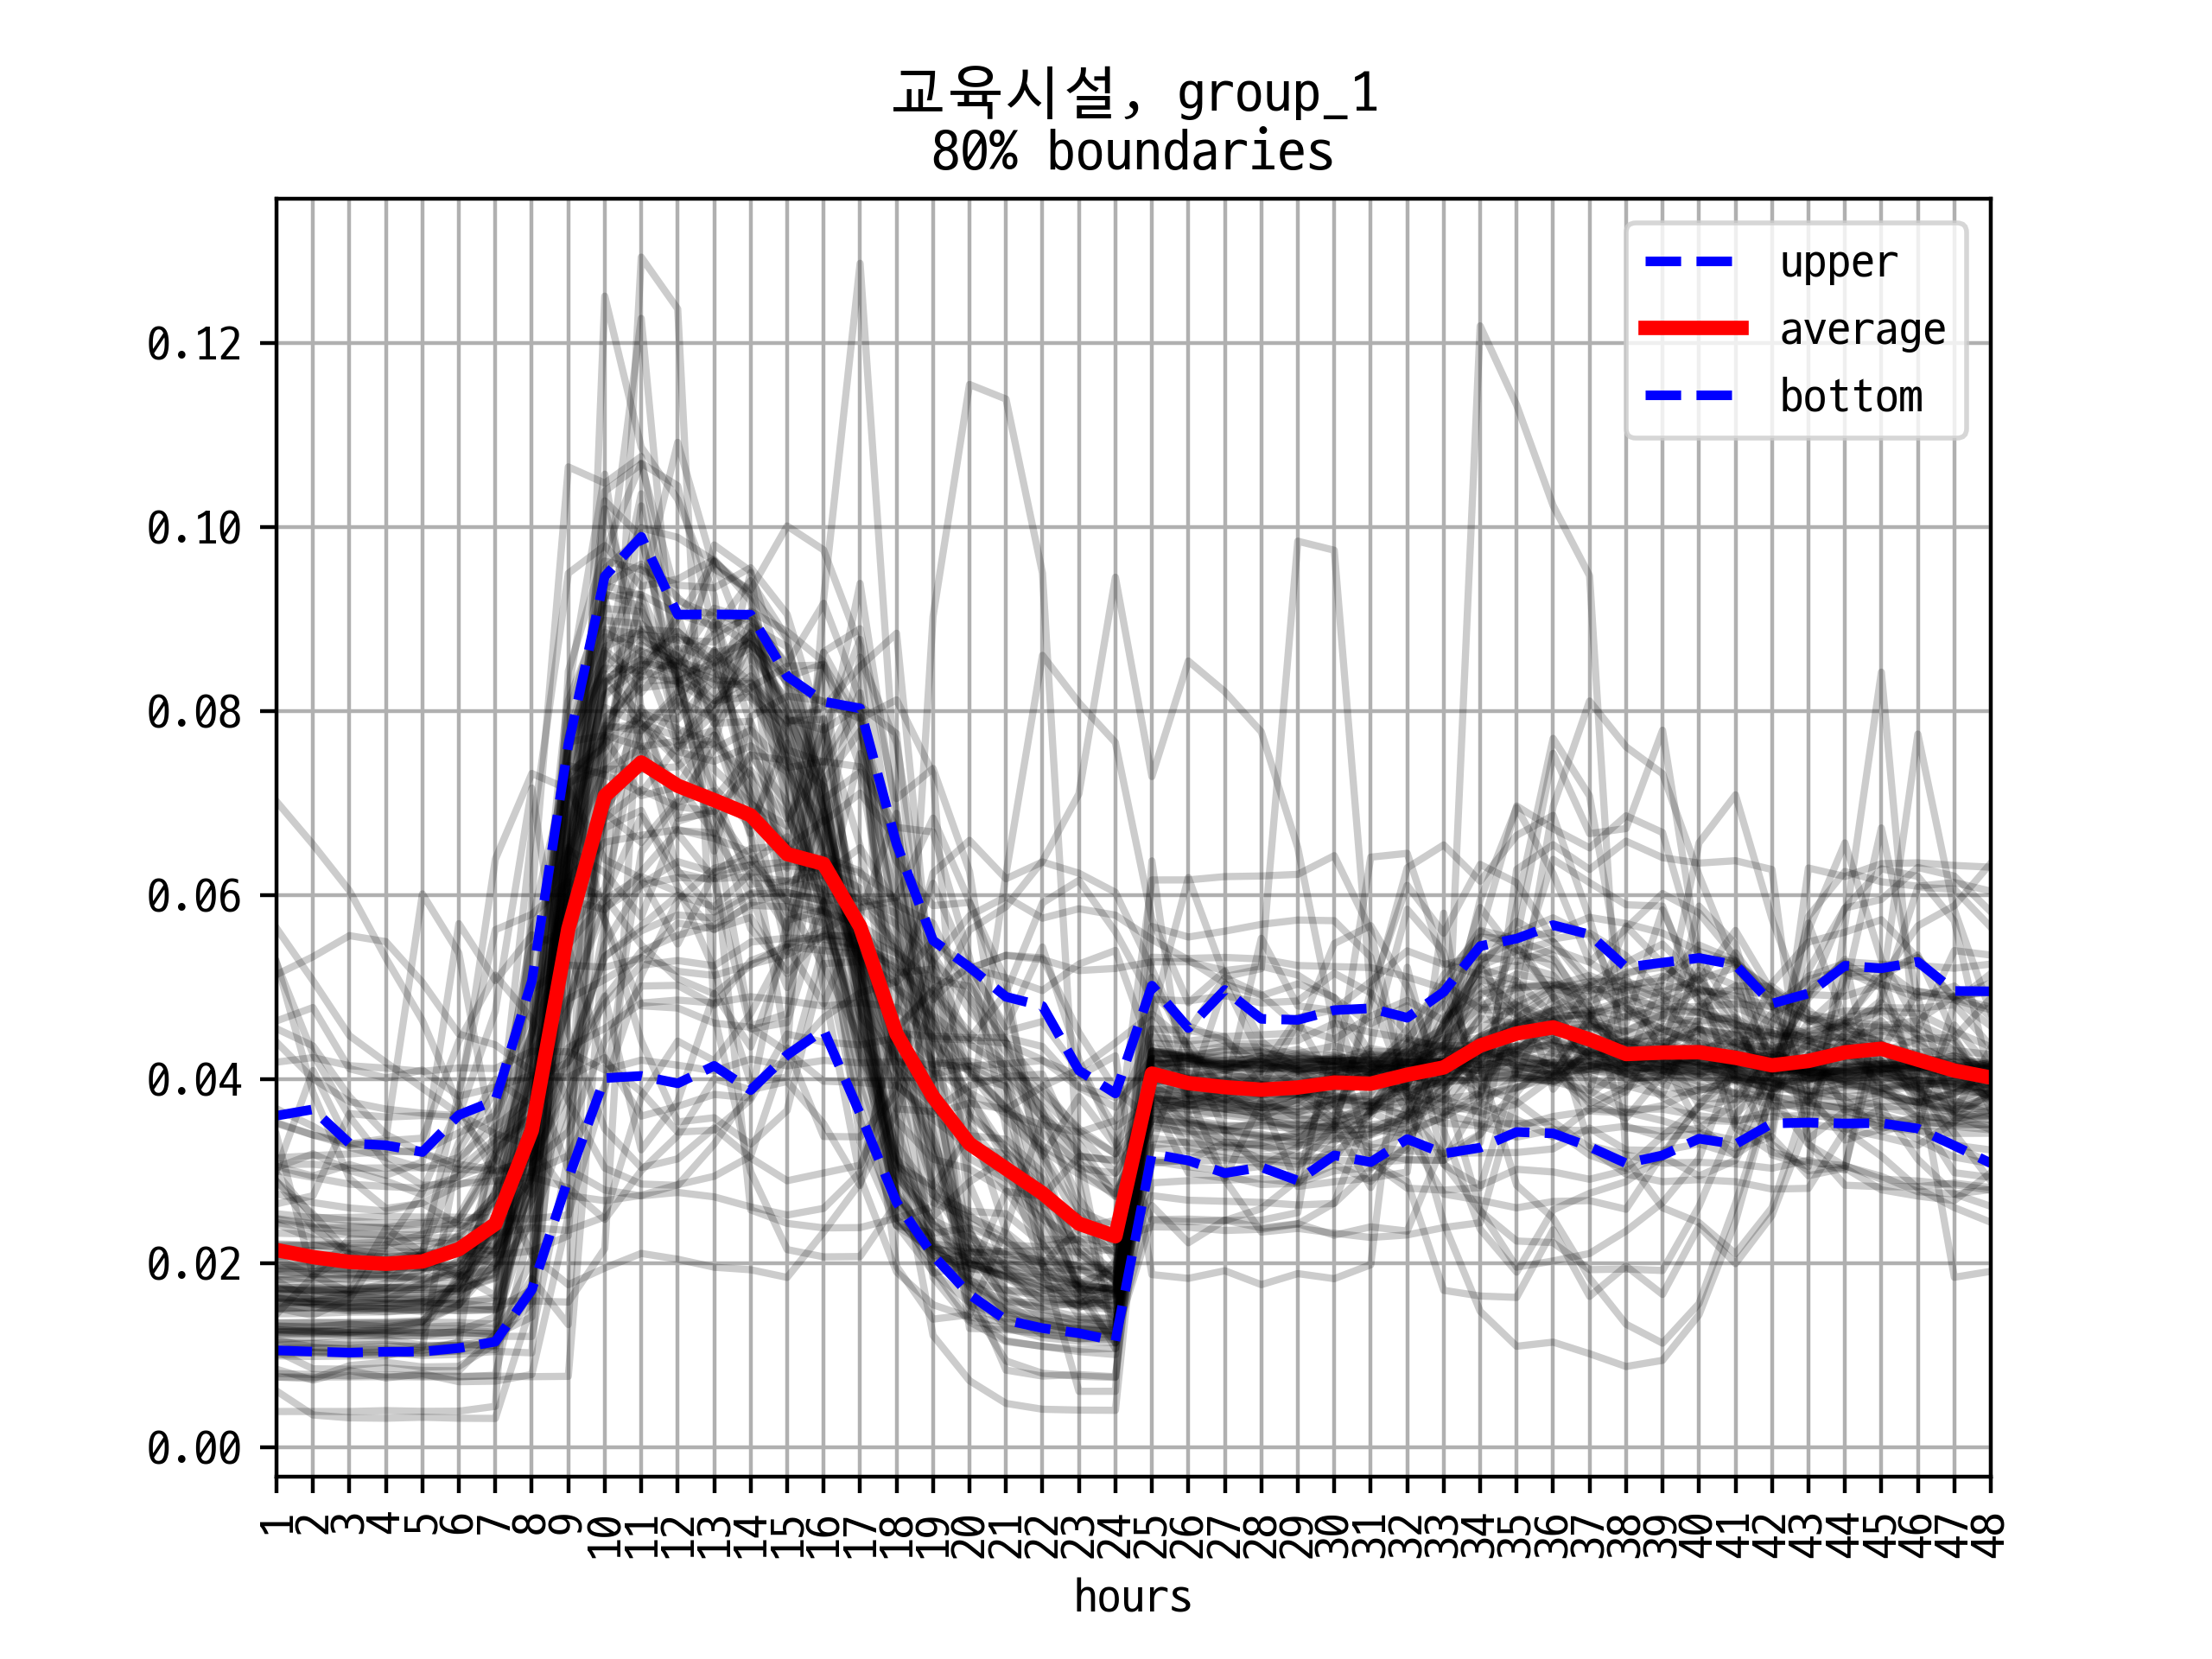 교육시설, group_1
80% boundaries
upper
average
bottom
0.12
0.10
0.08
0.06
0.04
0.02
0.00
1 2 3 4 5 6 7 8 9 10 11 12 13 14 15 16 17 18 19 20 21 22 23 24 25 26 27 28 29 30 31 32 33 34 35 36 37 38 39 40 41 42 43 44 45 46 47 48
hours